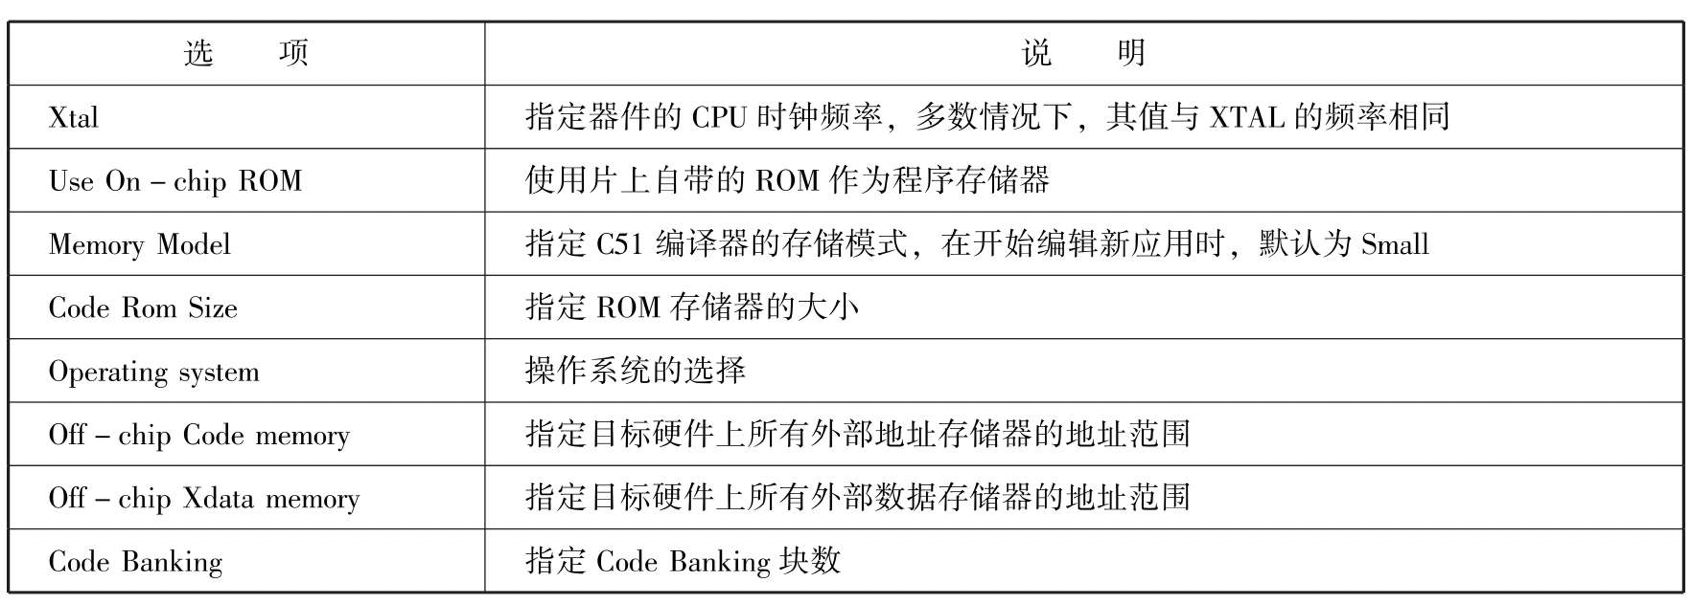 选 项 说 明
Xtal 指定器件的 CPU 时钟频率，多数情况下，其值与 XTAL 的频率相同
Use On－chip ROM 使用片上自带的 ROM 作为程序存储器
Memory Model 指定 C51 编译器的存储模式，在开始编辑新应用时，默认为 Small
Code Rom Size 指定 ROM 存储器的大小
Operating system 操作系统的选择
Off－chip Code memory 指定目标硬件上所有外部地址存储器的地址范围
Off－chip Xdata memory 指定目标硬件上所有外部数据存储器的地址范围
Code Banking 指定 Code Banking 块数